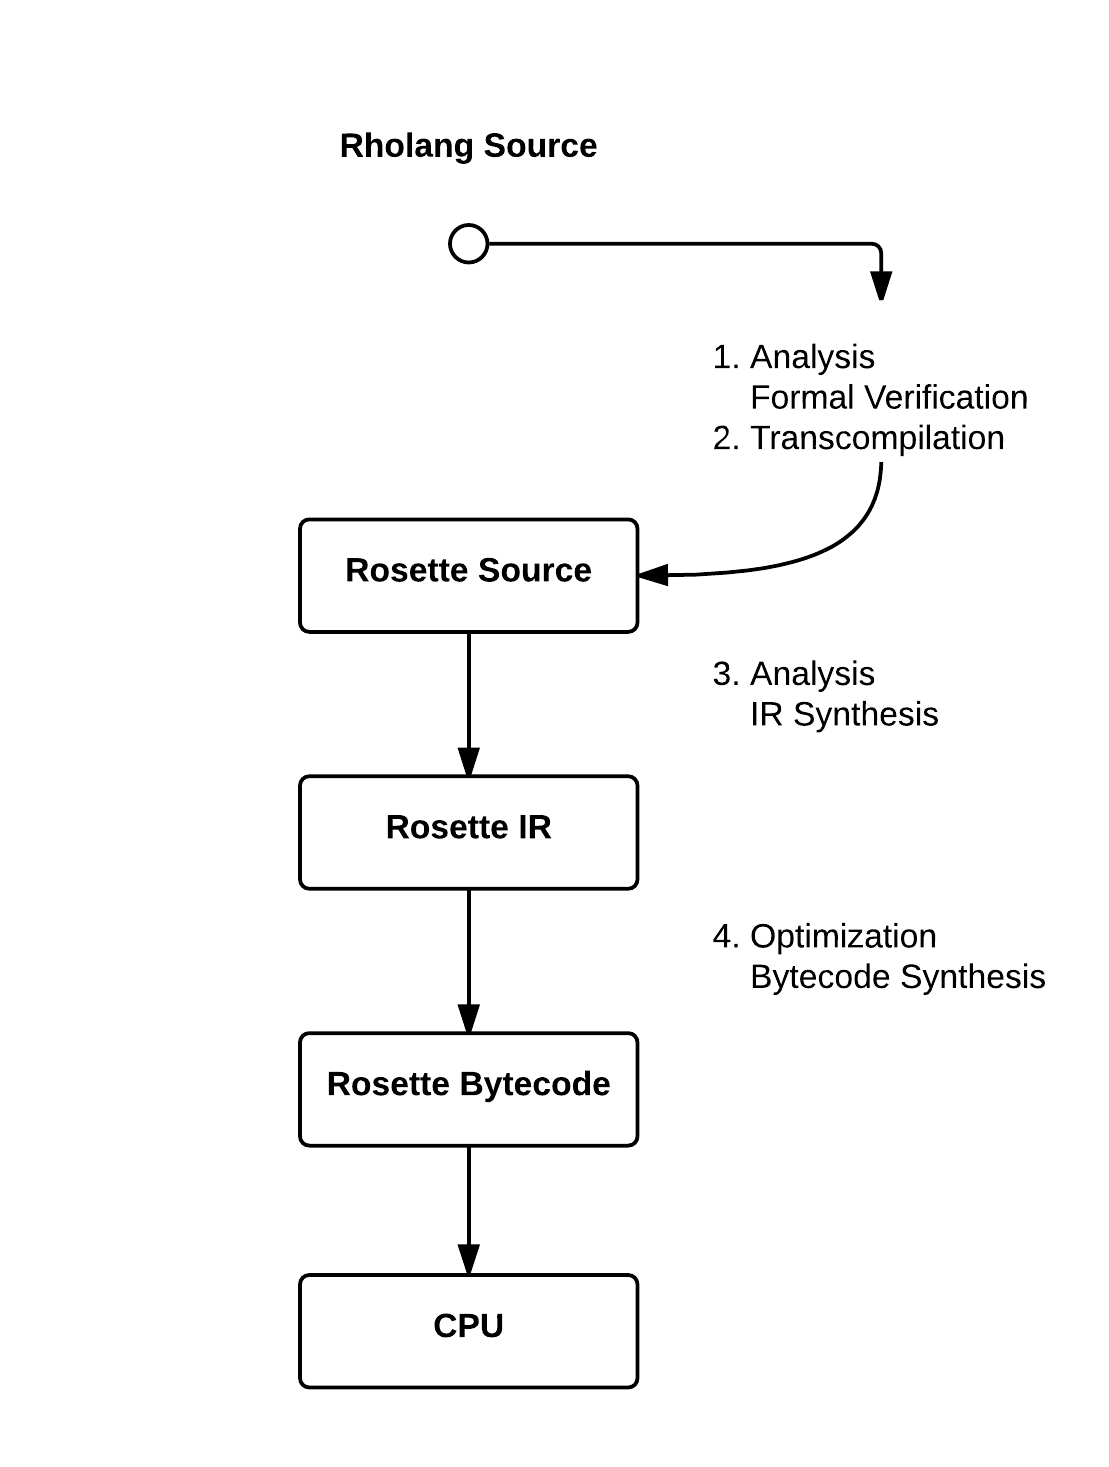 Rholang Source
1. Analysis
Formal Verification
2. Transcompilation
Rosette Source
3. Analysis
IR Synthesis
Rosette IR
4. Optimization
Bytecode Synthesis
Rosette Bytecode
CPU